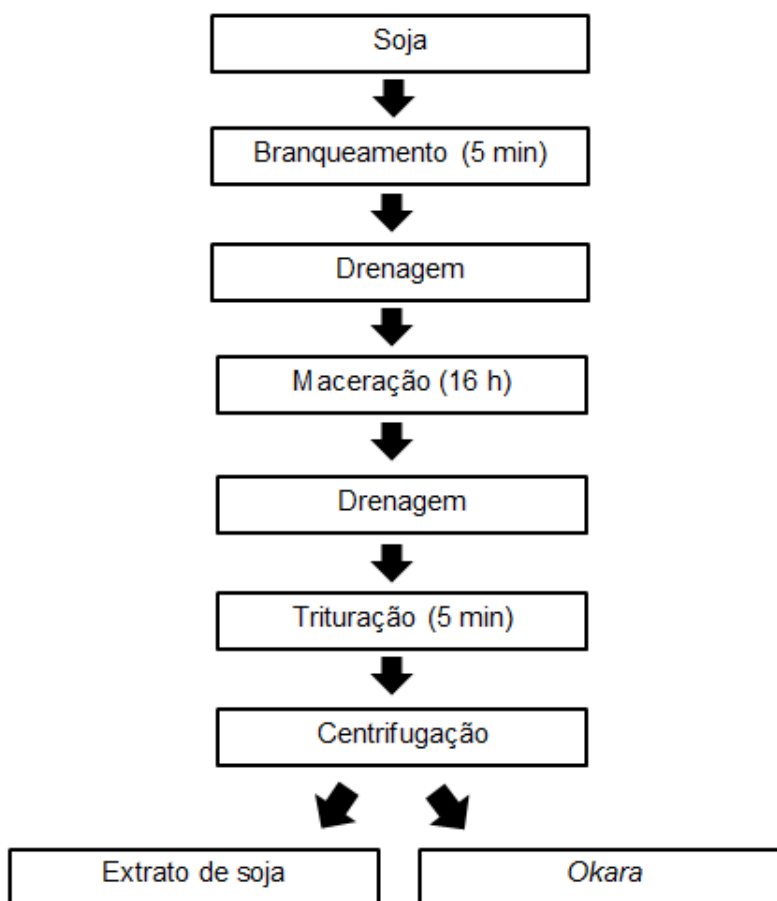 Soja
Branqueamento (5 min)
Drenagem
Maceração (16 h)
Drenagem
Trituração (5 min)
Centrifugação
Extrato de soja
Okara